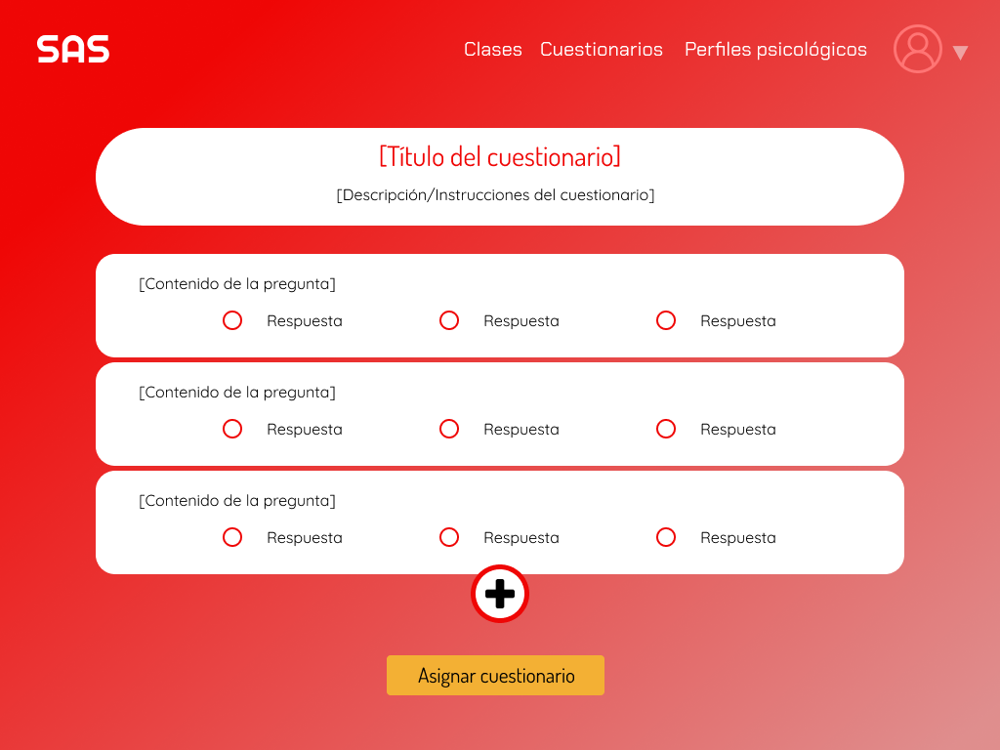 SAS
Clases Cuestionarios Perfiles psicológicos
[Título del cuestionario]
[Descripción/Instrucciones del cuestionario]
[Contenido de la pregunta]
Respuesta Respuesta Respuesta
[Contenido de la pregunta]
Respuesta Respuesta Respuesta
[Contenido de la pregunta]
Respuesta Respuesta Respuesta
Asignar cuestionario